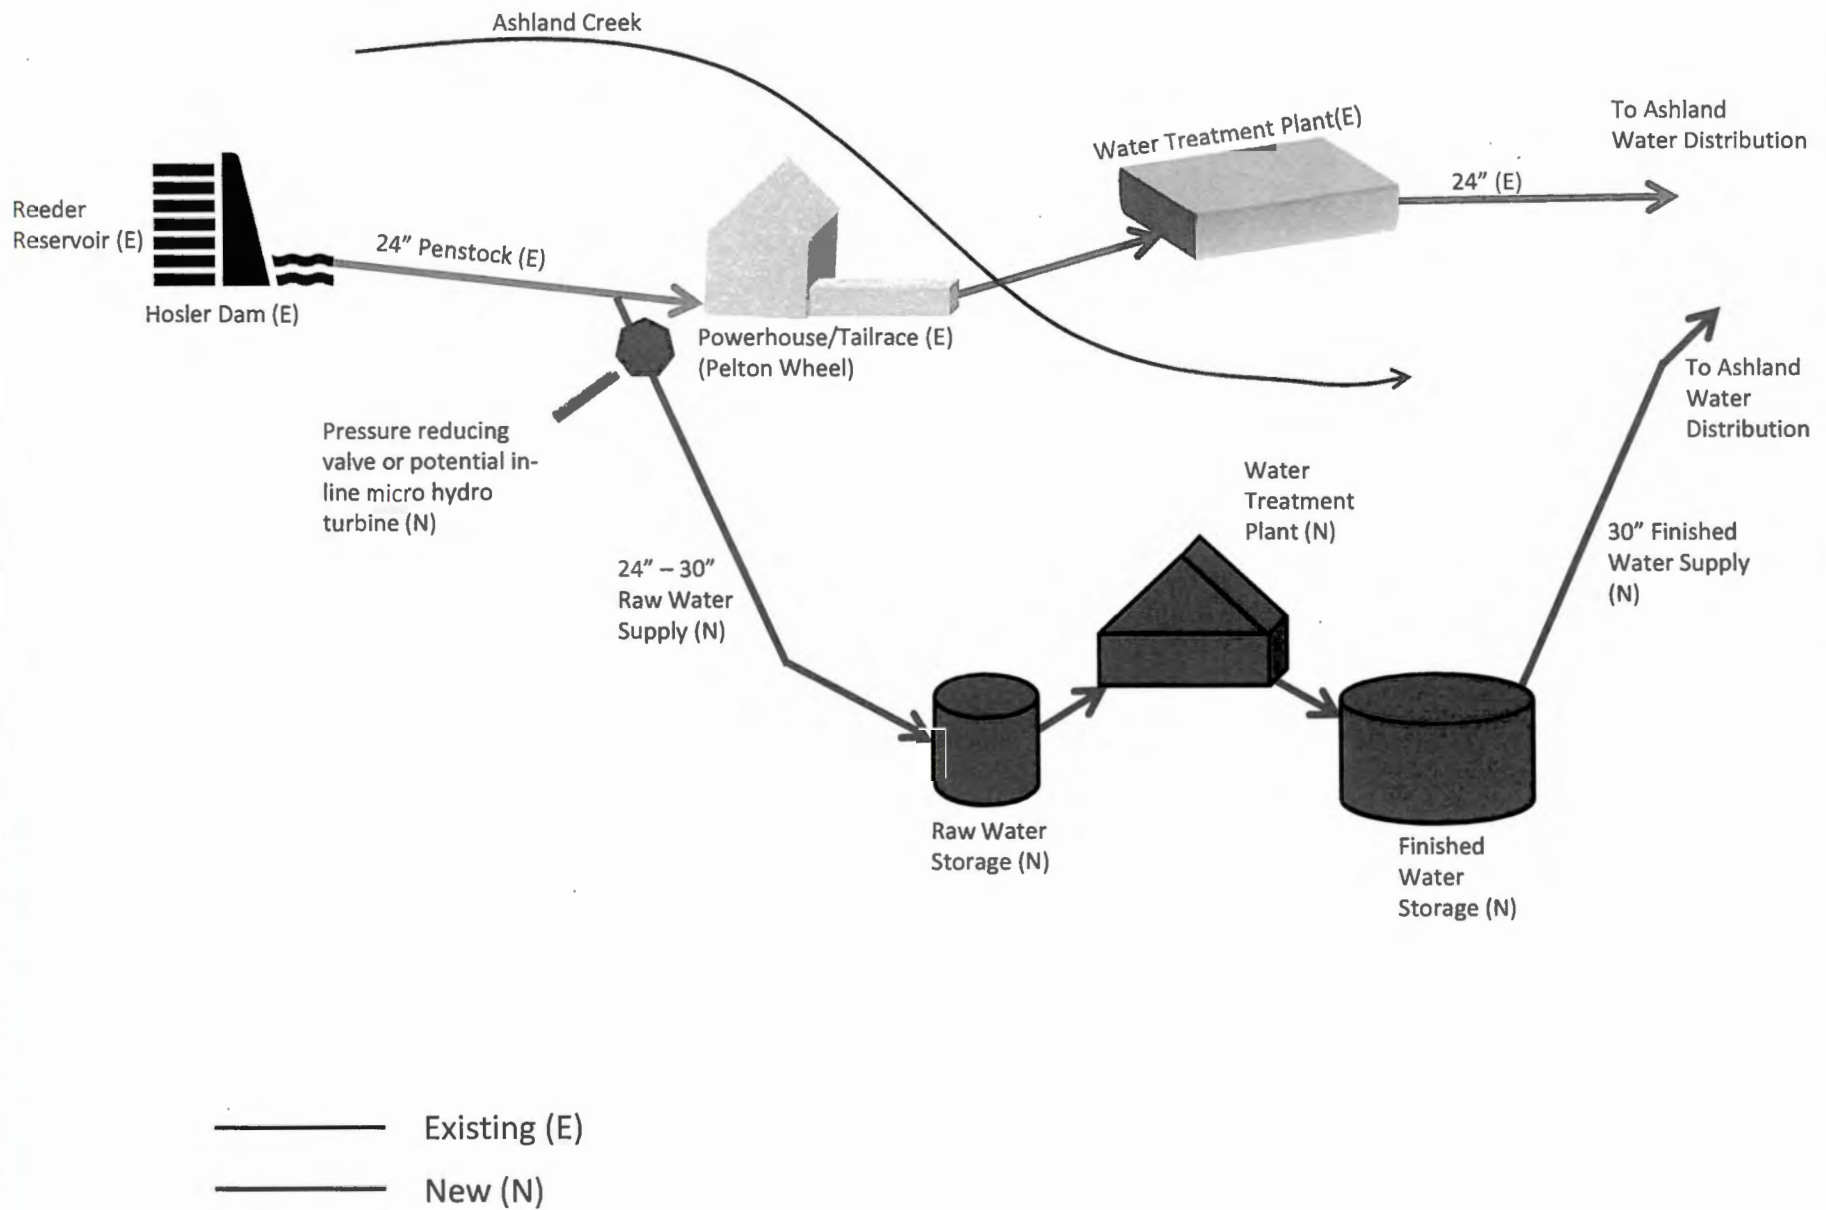 Ashland Creek
Water Treatment Plant(E)
To Ashland
Water Distribution
24” (E)
Reeder
Reservoir (E)
24” Penstock (E)
Hosler Dam (E)
Powerhouse/Tailrace (E)
(Pelton Wheel)
To Ashland
Water
Distribution
Pressure reducing
valve or potential in-
line micro hydro
turbine (N)
Water
Treatment
Plant (N)
30” Finished
Water Supply
(N)
24” – 30”
Raw Water
Supply (N)
Raw Water
Storage (N)
Finished
Water
Storage (N)
Existing (E)
New (N)